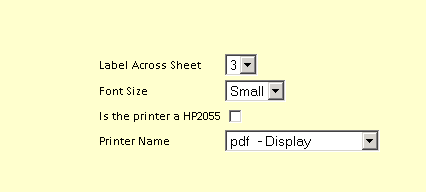 Label Across Sheet 3
Font Size Small
Is the printer a HP2055
Printer Name pdf - Display